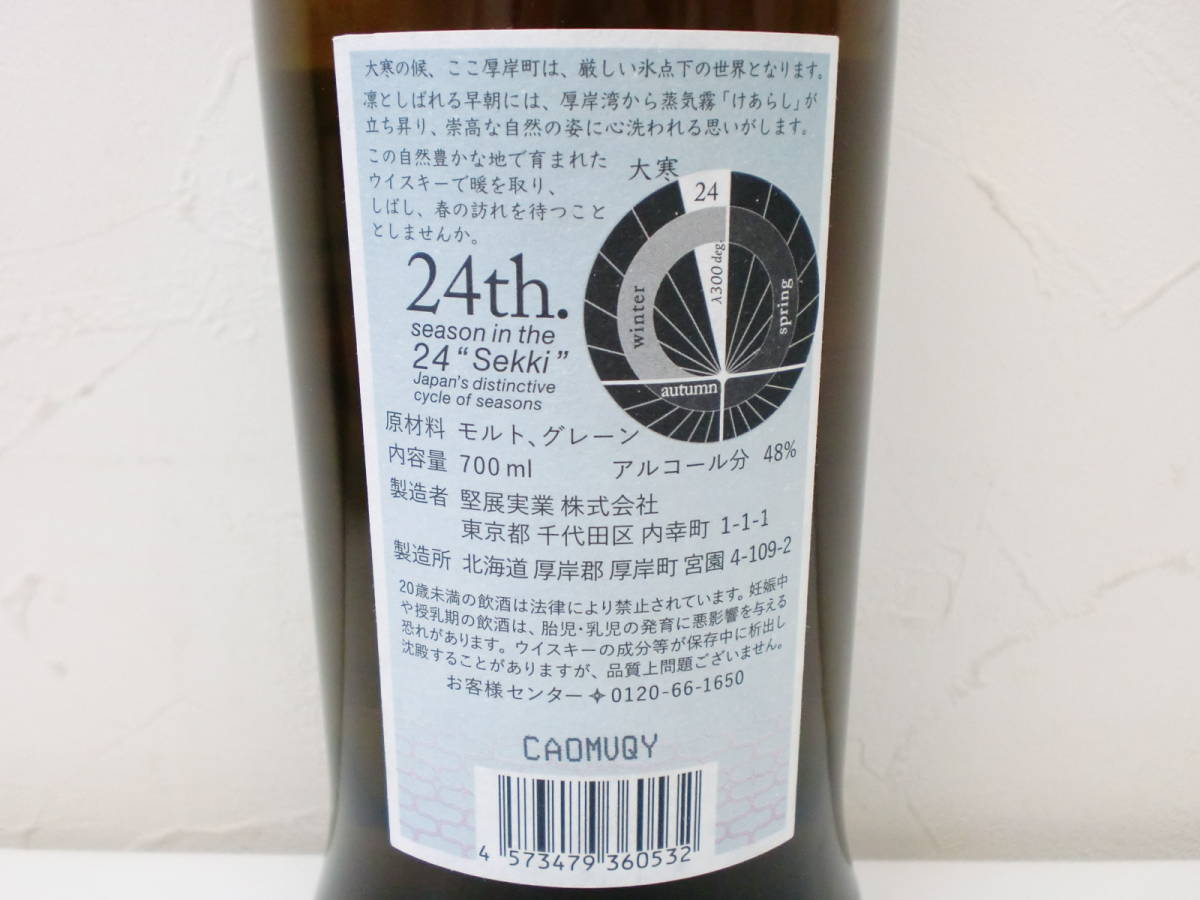 大寒の候、ここ厚岸町は、厳しい氷点下の世界となります。
凛としばれる早朝には、厚岸湾から蒸気霧「けあらし」が
立ち昇り、崇高な自然の姿に心洗われる思いがします。
この自然豊かな地で育まれた
ウイスキーで暖を取り、
しばし、春の訪れを待つこと
としませんか。
大寒
24
λ300 deg.
winter
spring
autumn
24th.
season in the
24 “Sekki”
Japan's distinctive
cycle of seasons
原材料 モルト、グレーン
内容量 700 ml アルコール分 48%
製造者 堅展実業 株式会社
東京都 千代田区 内幸町 1-1-1
製造所 北海道 厚岸郡 厚岸町 宮園 4-109-2
20歳未満の飲酒は法律により禁止されています。妊娠中
や授乳期の飲酒は、胎児・乳児の発育に悪影響を与える
恐れがあります。ウイスキーの成分等が保存中に析出し
沈殿することがありますが、品質上問題ございません。
お客様センター 0120-66-1650
CAOMUQY
4 573479 360532